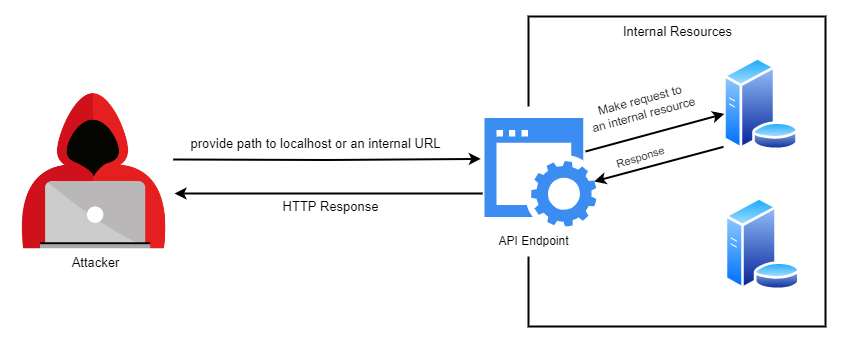 Internal Resources
Make request to
an internal resource
provide path to localhost or an internal URL
Response
HTTP Response
API Endpoint
Attacker